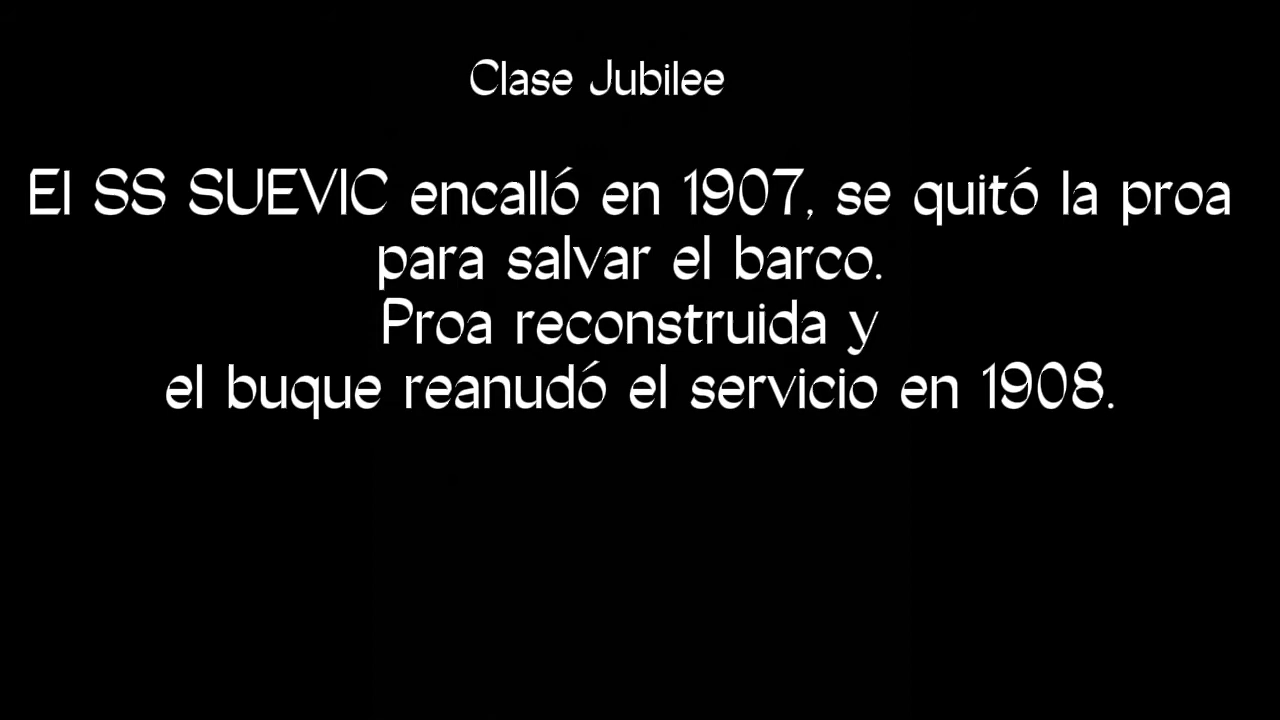 Clase Jubilee
El SS SUEVIC encalló en 1907, se quitó la proa
para salvar el barco.
Proa reconstruida y
el buque reanudó el servicio en 1908.